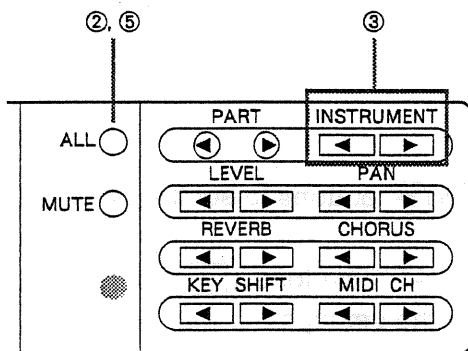 ②, ⑤ ③
PART INSTRUMENT
ALL
LEVEL PAN
MUTE
REVERB CHORUS
KEY SHIFT MIDI CH